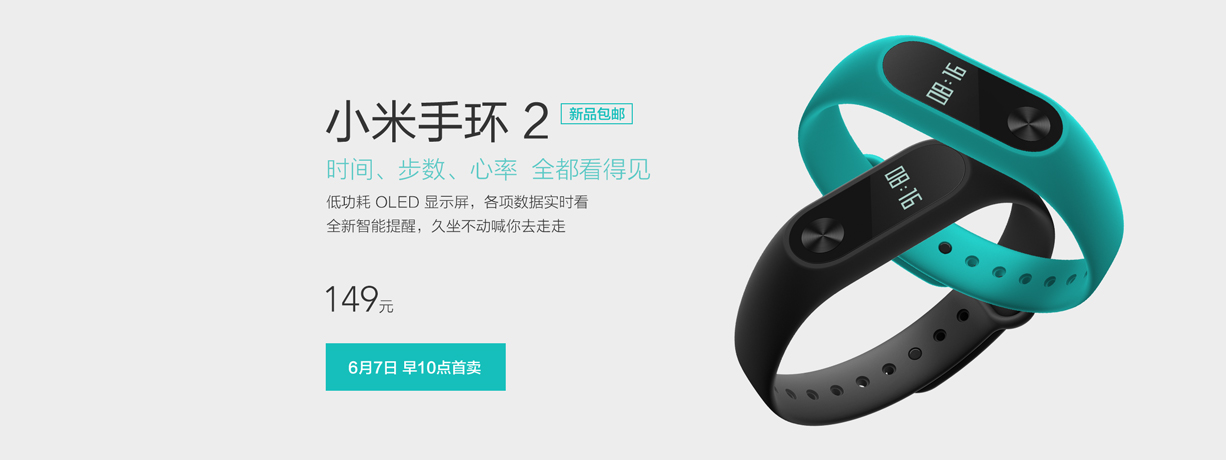 小米手环 2 新品包邮
时间、步数、心率 全都看得见
低功耗 OLED 显示屏，各项数据实时看
全新智能提醒，久坐不动喊你去走走
149元
6月7日 早10点首卖
08:16
08:16